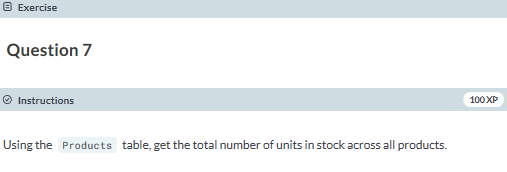 Exercise
Question 7
Instructions
100 XP
Using the Products table, get the total number of units in stock across all products.